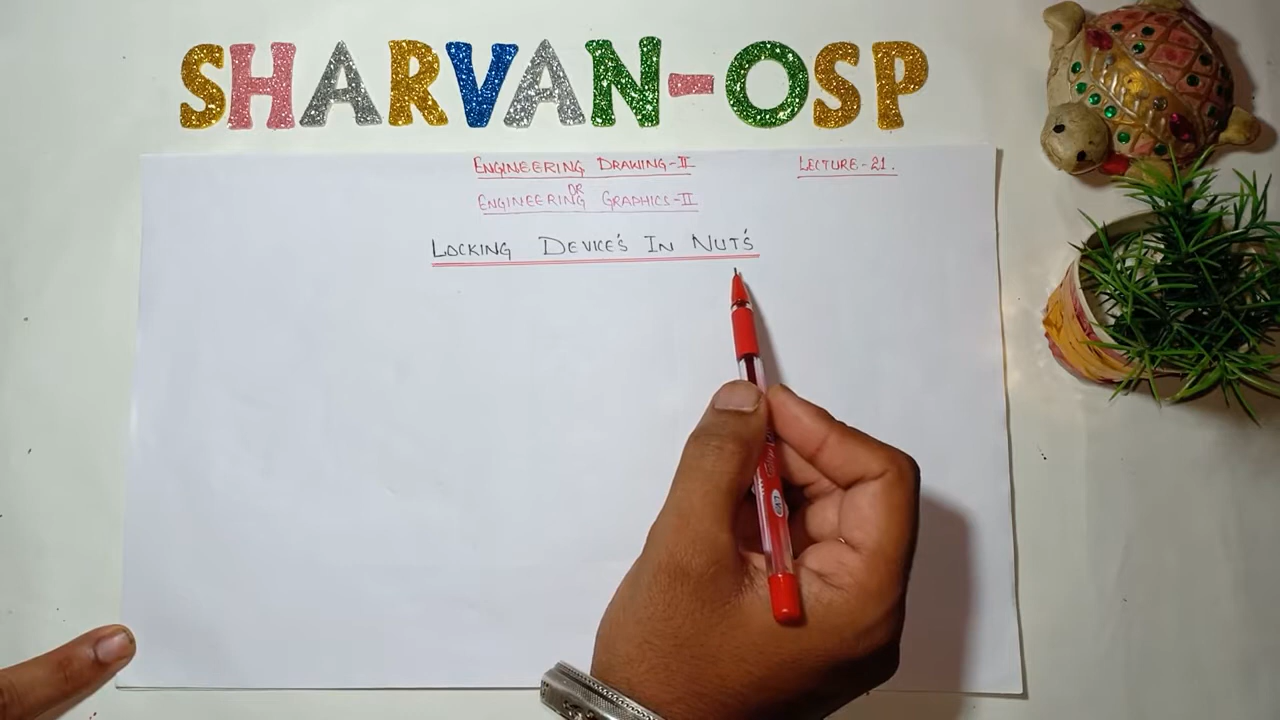 SHARVAN-OSP
ENGINEERING DRAWING-II
LECTURE-21.
OR
ENGINEERING GRAPHICS-II
LOCKING DEVICE'S IN NUT'S